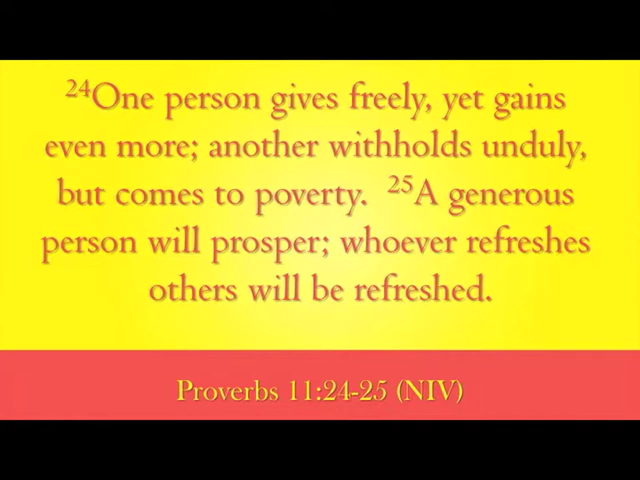 24One person gives freely, yet gains
even more; another withholds unduly,
but comes to poverty. 25A generous
person will prosper; whoever refreshes
others will be refreshed.
Proverbs 11:24-25 (NIV)